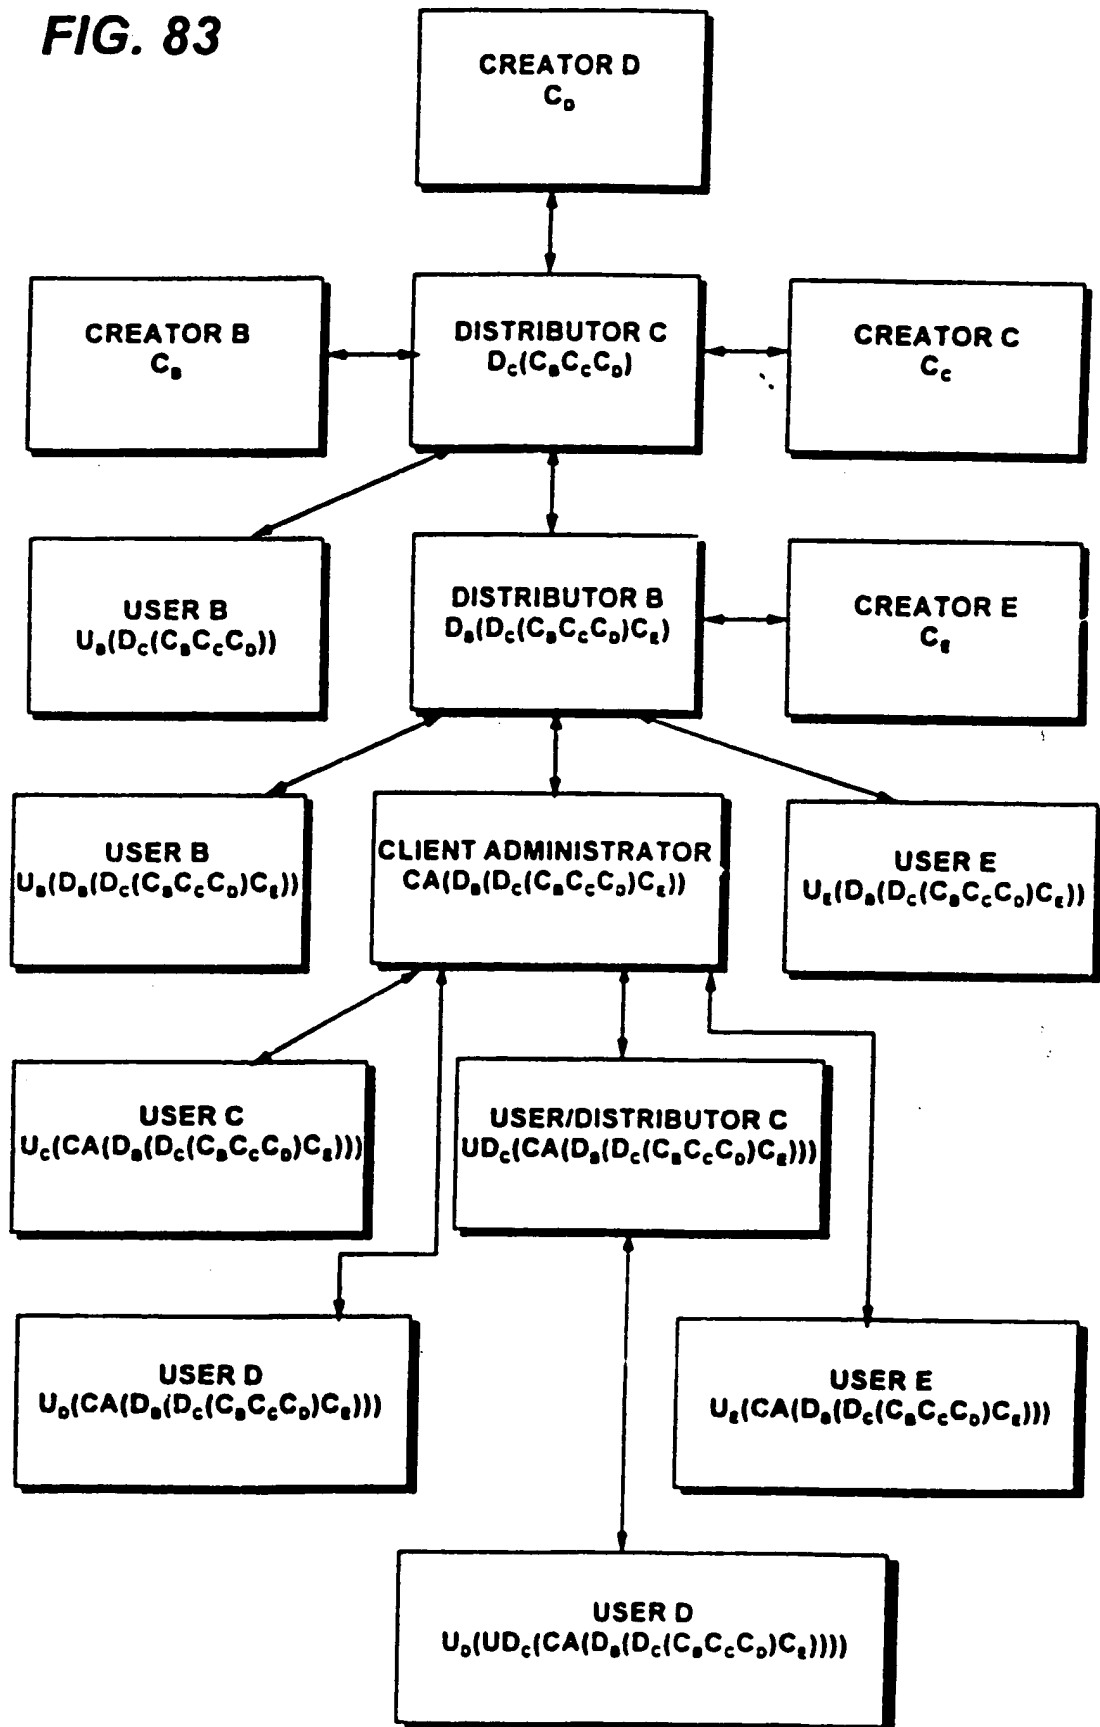 FIG. 83
CREATOR D
C_D
CREATOR B
C_B
DISTRIBUTOR C
D_C(C_BC_CC_D)
CREATOR C
C_C
USER B
U_B(D_C(C_BC_CC_D))
DISTRIBUTOR B
D_B(D_C(C_BC_CC_D)C_E)
CREATOR E
C_E
USER B
U_B(D_B(D_C(C_BC_CC_D)C_E))
CLIENT ADMINISTRATOR
CA(D_B(D_C(C_BC_CC_D)C_E))
USER E
U_E(D_B(D_C(C_BC_CC_D)C_E))
USER C
U_C(CA(D_B(D_C(C_BC_CC_D)C_E)))
USER/DISTRIBUTOR C
UD_C(CA(D_B(D_C(C_BC_CC_D)C_E)))
USER D
U_D(CA(D_B(D_C(C_BC_CC_D)C_E)))
USER E
U_E(CA(D_B(D_C(C_BC_CC_D)C_E)))
USER D
U_D(UD_C(CA(D_B(D_C(C_BC_CC_D)C_E))))